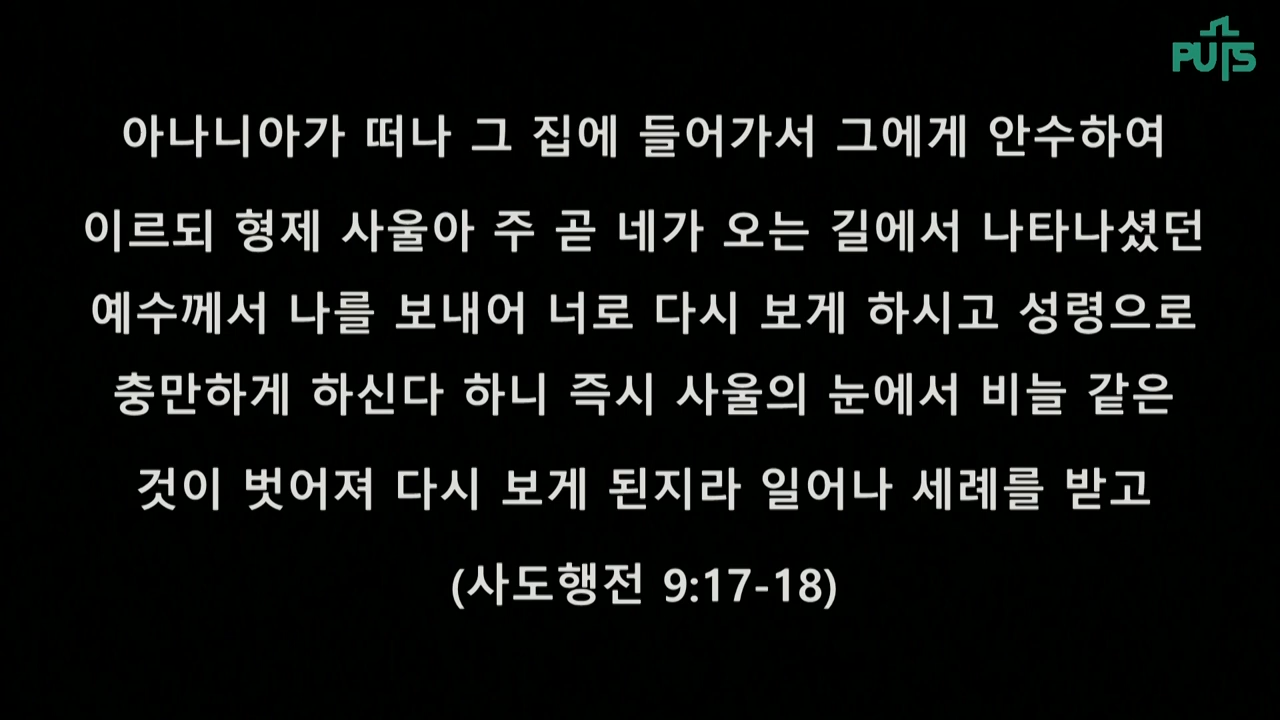 PUTS
아나니아가 떠나 그 집에 들어가서 그에게 안수하여
이르되 형제 사울아 주 곧 네가 오는 길에서 나타나셨던
예수께서 나를 보내어 너로 다시 보게 하시고 성령으로
충만하게 하신다 하니 즉시 사울의 눈에서 비늘 같은
것이 벗어져 다시 보게 된지라 일어나 세례를 받고
(사도행전 9:17-18)